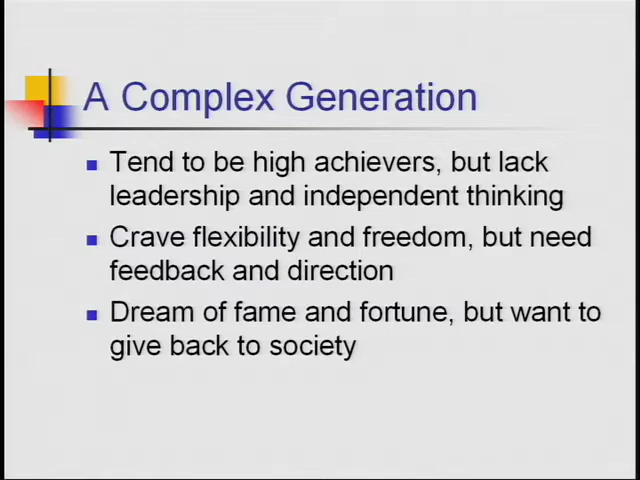 A Complex Generation
Tend to be high achievers, but lack
leadership and independent thinking
Crave flexibility and freedom, but need
feedback and direction
Dream of fame and fortune, but want to
give back to society